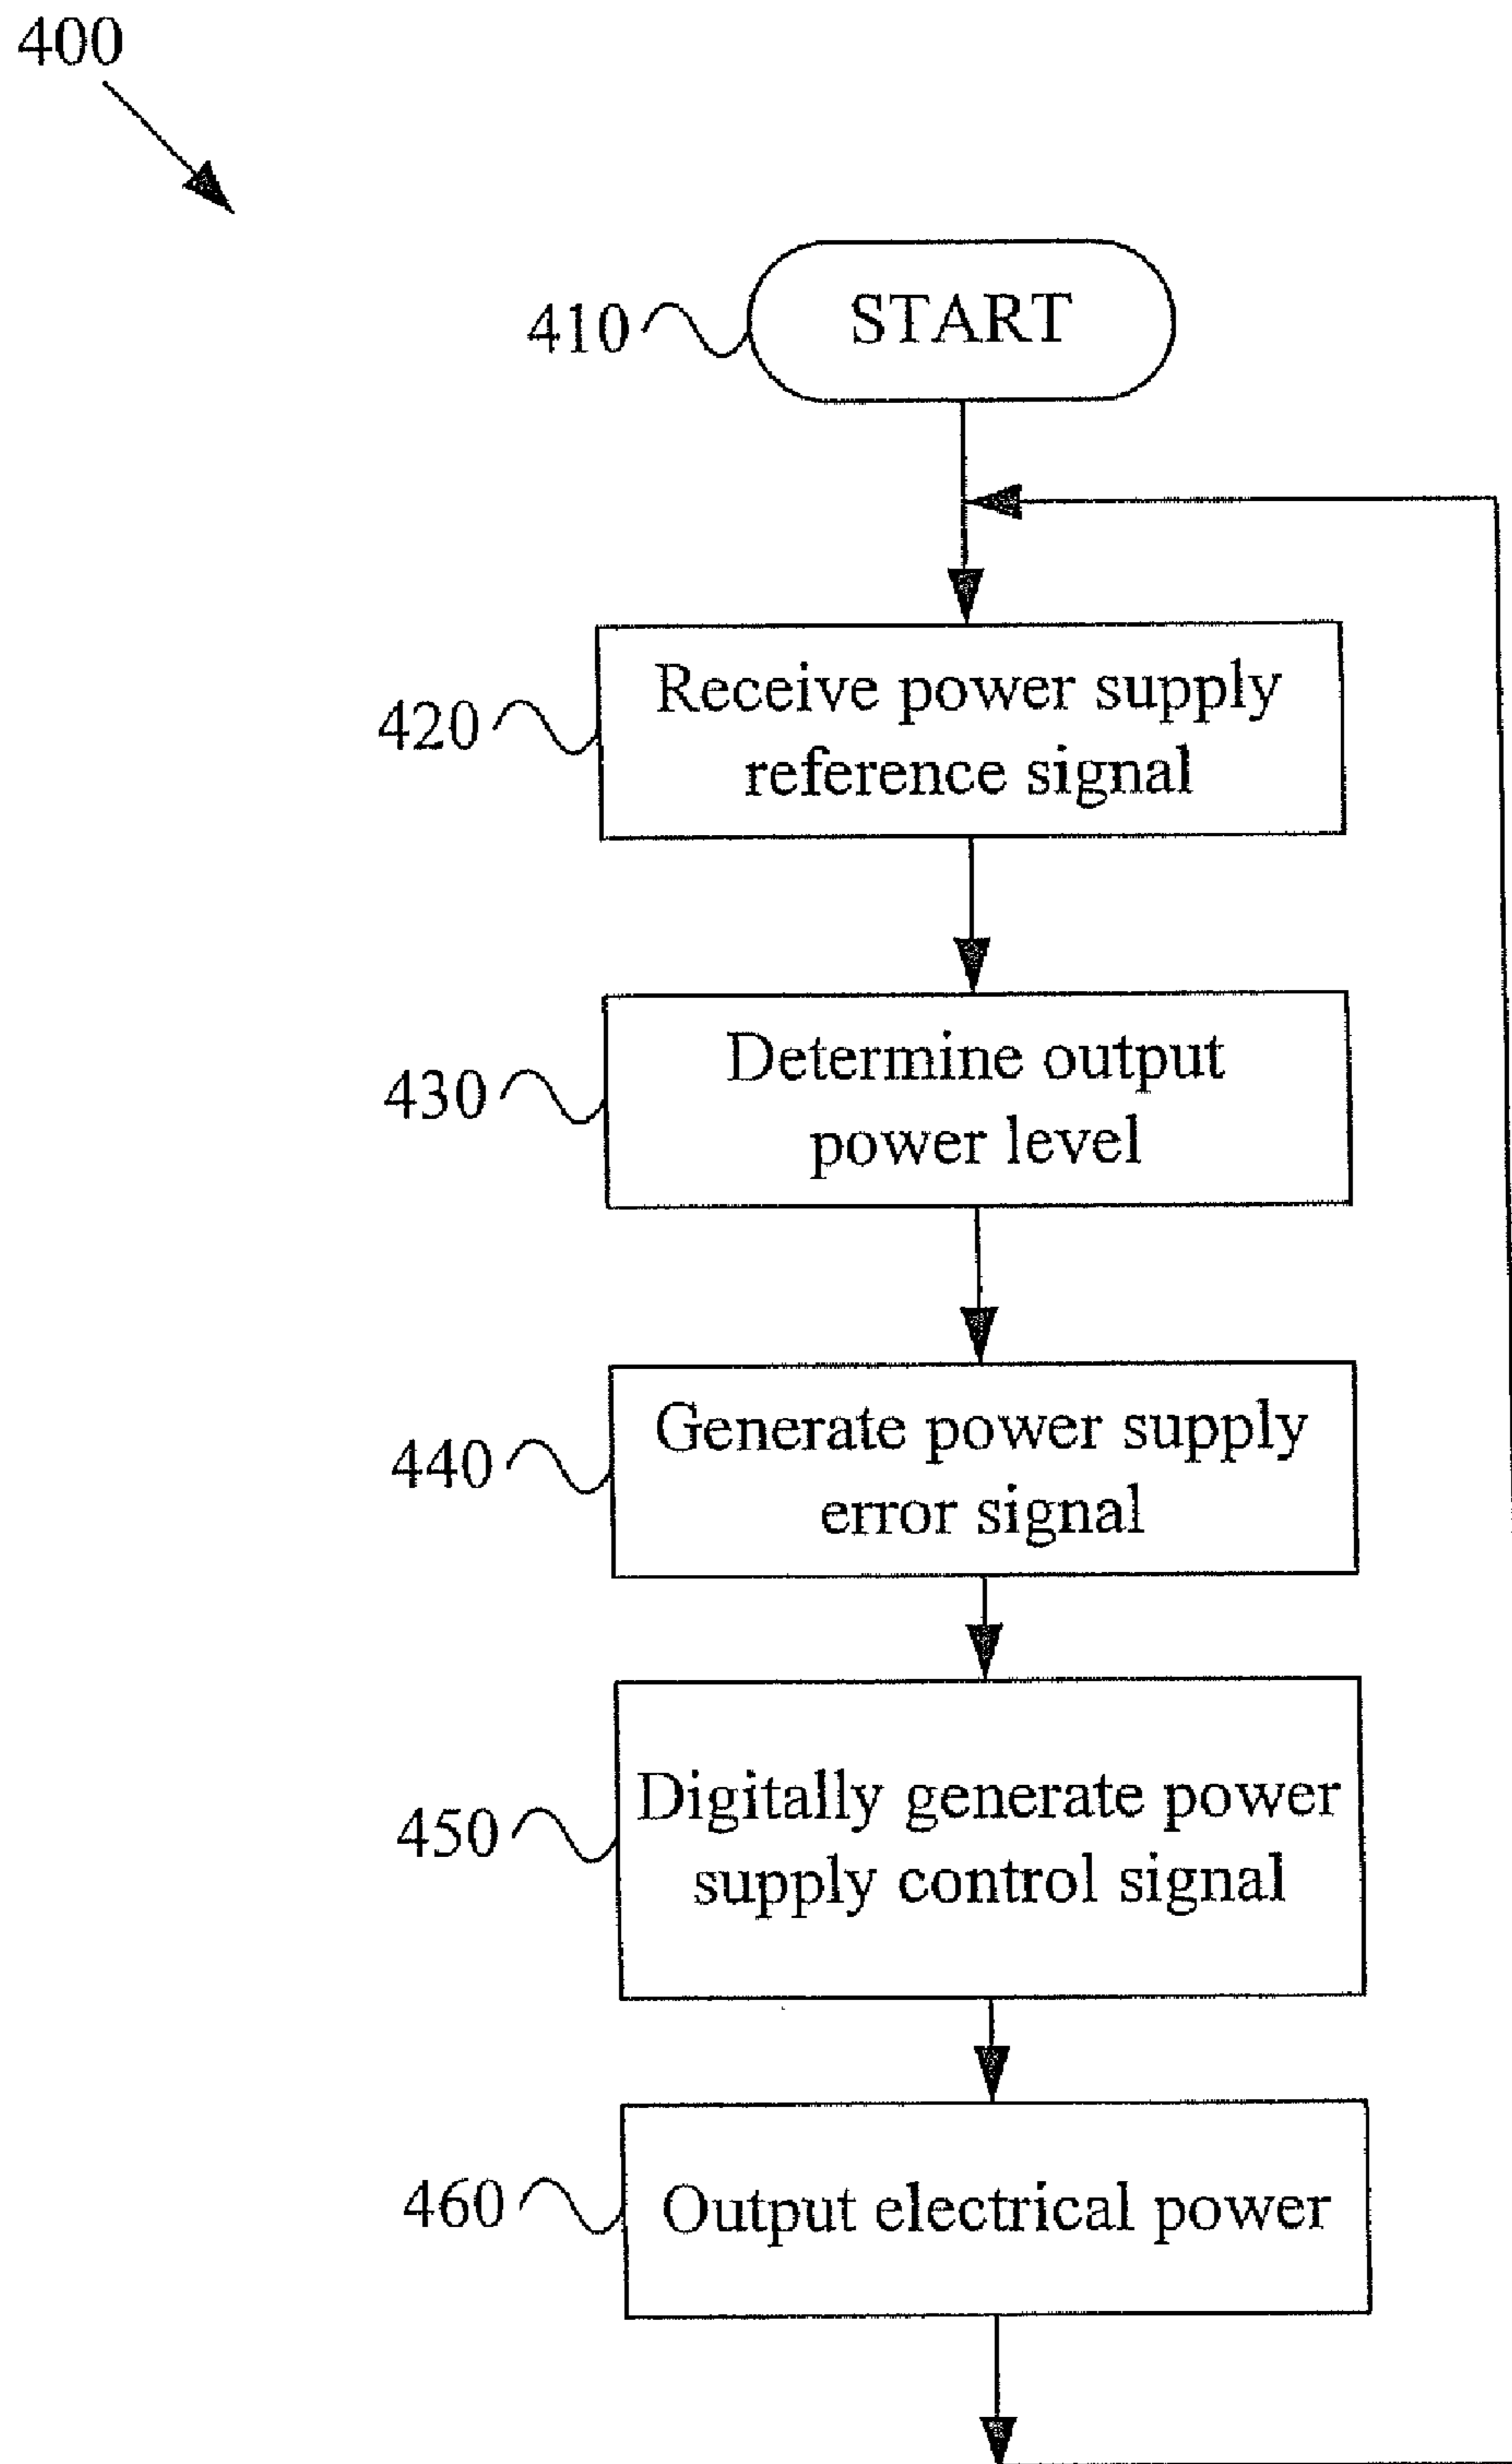 400
410
START
420
Receive power supply
reference signal
430
Determine output
power level
440
Generate power supply
error signal
450
Digitally generate power
supply control signal
460
Output electrical power